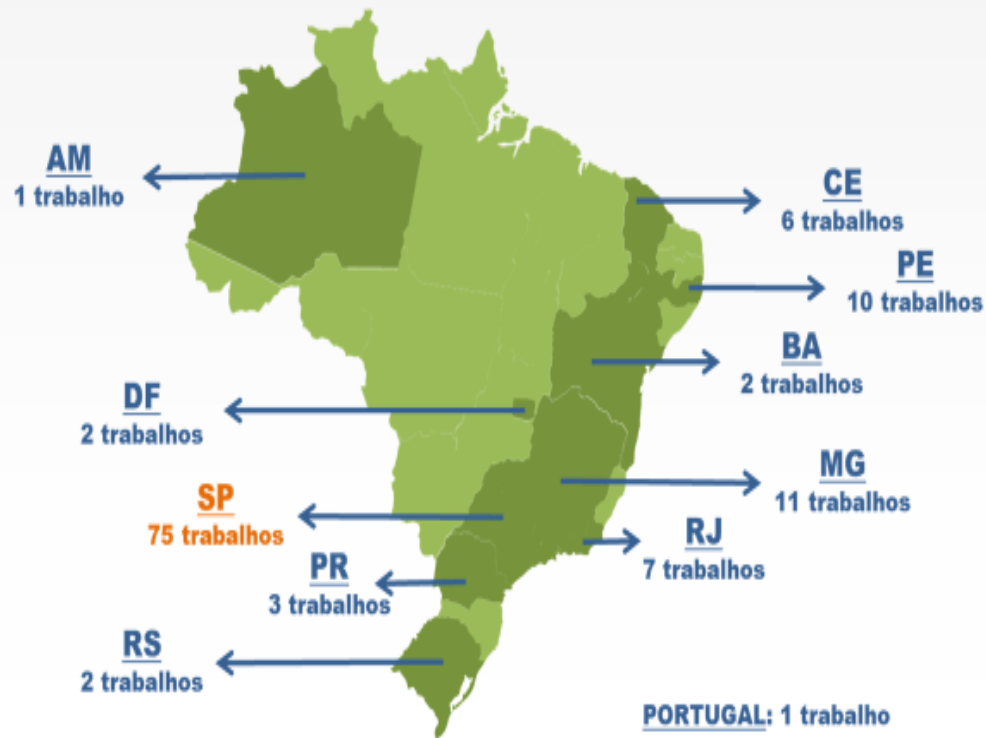 AM
1 trabalho
CE
6 trabalhos
PE
10 trabalhos
BA
2 trabalhos
DF
2 trabalhos
MG
11 trabalhos
SP
75 trabalhos
RJ
7 trabalhos
PR
3 trabalhos
RS
2 trabalhos
PORTUGAL: 1 trabalho